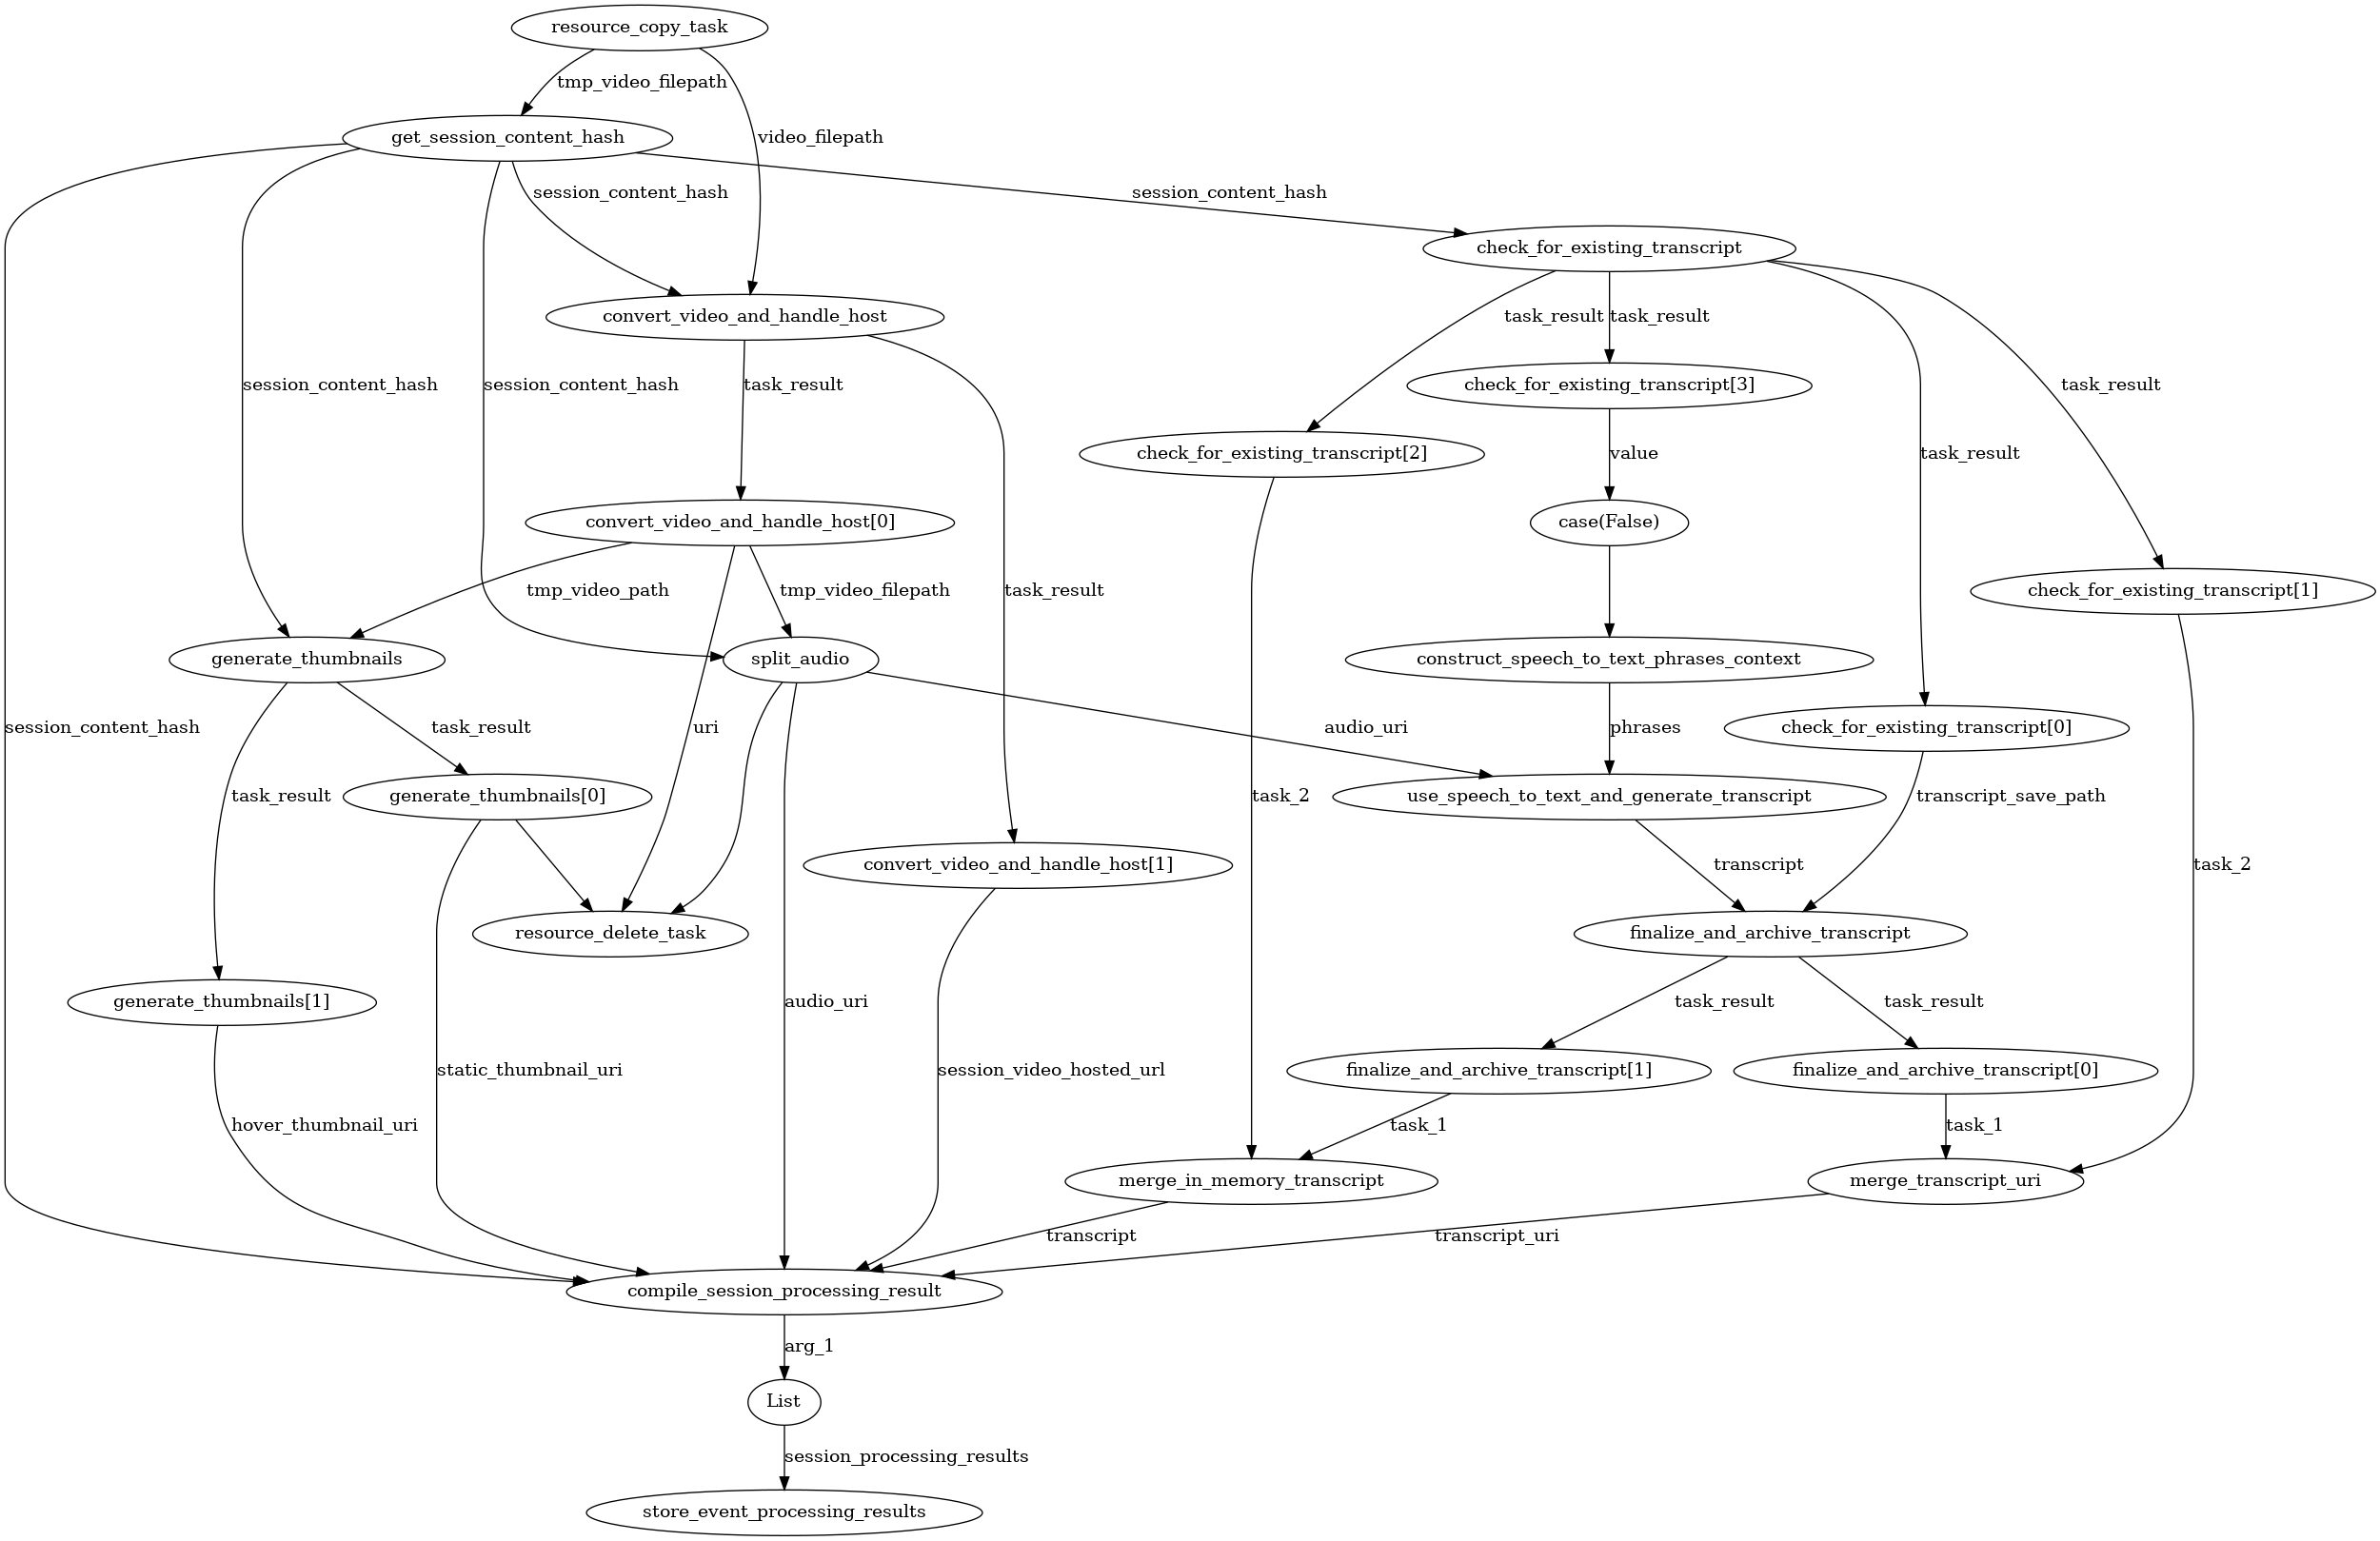 resource_copy_task
tmp_video_filepath
get_session_content_hash
video_filepath
session_content_hash
session_content_hash
check_for_existing_transcript
convert_video_and_handle_host
task_result
task_result
session_content_hash
session_content_hash
task_result
check_for_existing_transcript[3]
task_result
check_for_existing_transcript[2]
value
task_result
convert_video_and_handle_host[0]
case(False)
tmp_video_path
tmp_video_filepath
task_result
check_for_existing_transcript[1]
generate_thumbnails
split_audio
construct_speech_to_text_phrases_context
session_content_hash
task_result
uri
audio_uri
phrases
check_for_existing_transcript[0]
task_result
generate_thumbnails[0]
task_2
use_speech_to_text_and_generate_transcript
transcript_save_path
convert_video_and_handle_host[1]
transcript
task_2
resource_delete_task
finalize_and_archive_transcript
generate_thumbnails[1]
audio_uri
task_result
task_result
static_thumbnail_uri
session_video_hosted_url
finalize_and_archive_transcript[1]
finalize_and_archive_transcript[0]
hover_thumbnail_uri
task_1
task_1
merge_in_memory_transcript
merge_transcript_uri
transcript
transcript_uri
compile_session_processing_result
arg_1
List
session_processing_results
store_event_processing_results